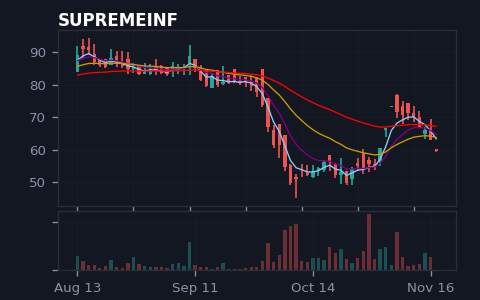 SUPREMEINF
90
80
70
60
50
Aug 13
Sep 11
Oct 14
Nov 16